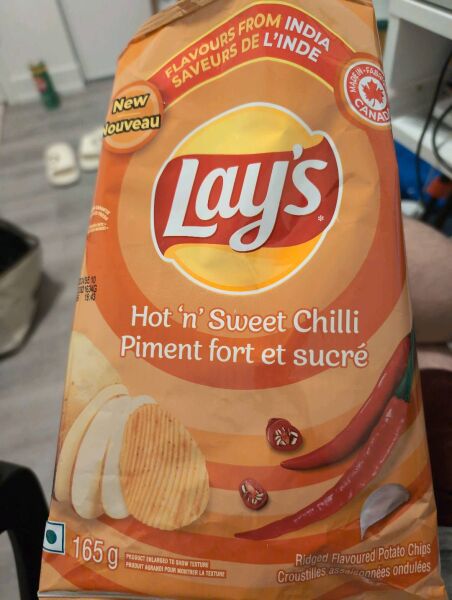 FLAVOURS FROM INDIA
SAVEURS DE L'INDE
New
Nouveau
MADE IN • FABR
CANADA
Lay's
Hot 'n' Sweet Chilli
Piment fort et sucré
165 g
PRODUCT ENLARGED TO SHOW TEXTURE
PRODUIT AGRANDI POUR MONTRER LA TEXTURE
Ridged Flavoured Potato Chips
Croustilles assaisonnées ondulées